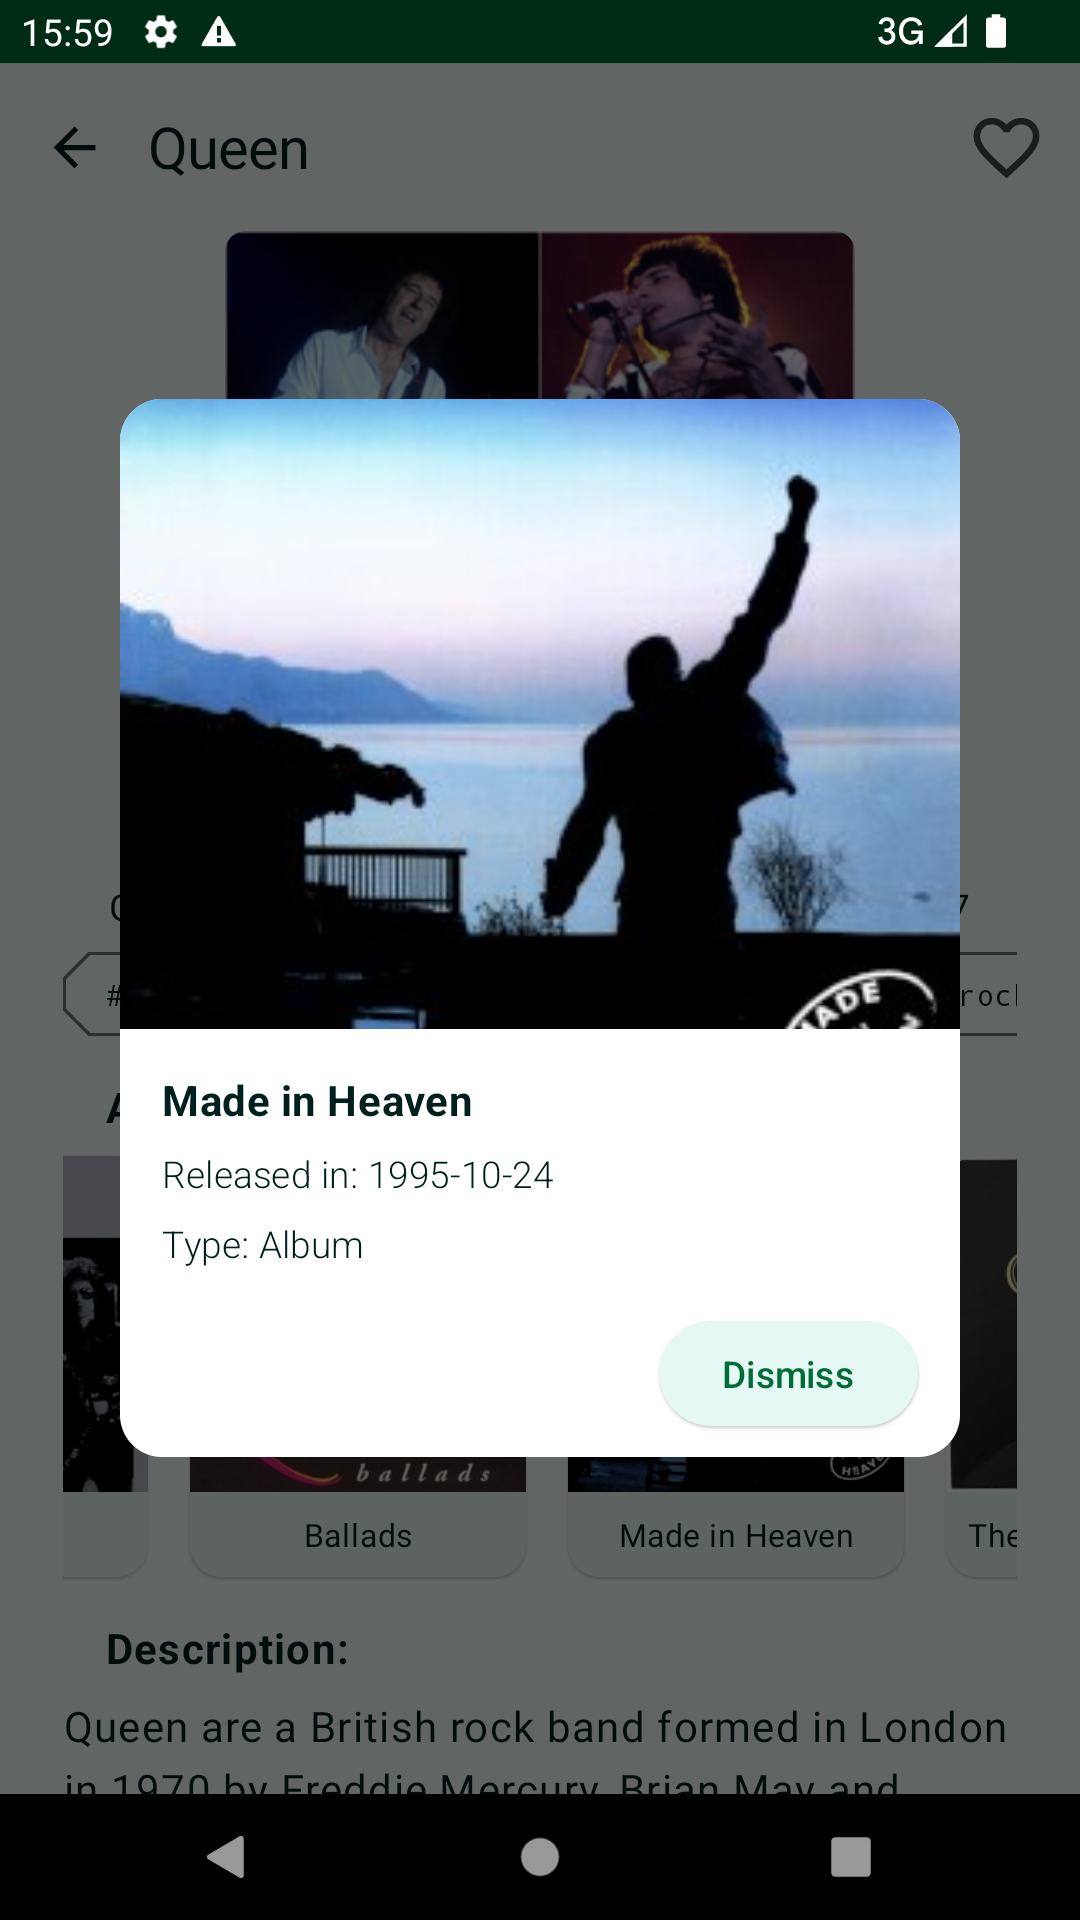 15:59
3G
Queen
MADE
Made in Heaven
Released in: 1995-10-24
Type: Album
Dismiss
ballads
Ballads
Made in Heaven
The
Description:
Queen are a British rock band formed in London
in 1970 by Freddie Mercury, Brian May and